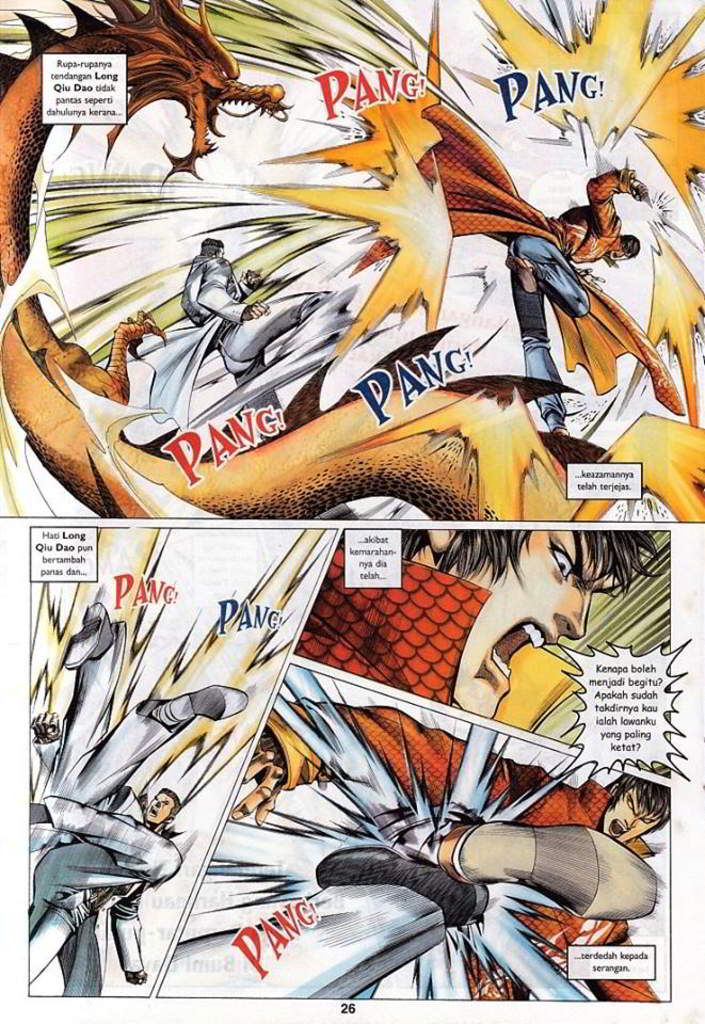 Rupa-rupanya
tendangan Long
Qiu Dao tidak
pantas seperti
dahulunya kerana...
PANG!
PANG!
PANG!
PANG!
...keazamannya
telah terjejas.
Hati Long
Qiu Dao pun
bertambah
panas dan...
PANG!
PANG!
...akibat
kemarahannya dia
telah,...
Kenapa boleh
menjadi begitu?
Apakah sudah
takdirnya kau
ialah lawanku
yang paling
ketat?
PANG!
...terdedah kepada
serangan.
26